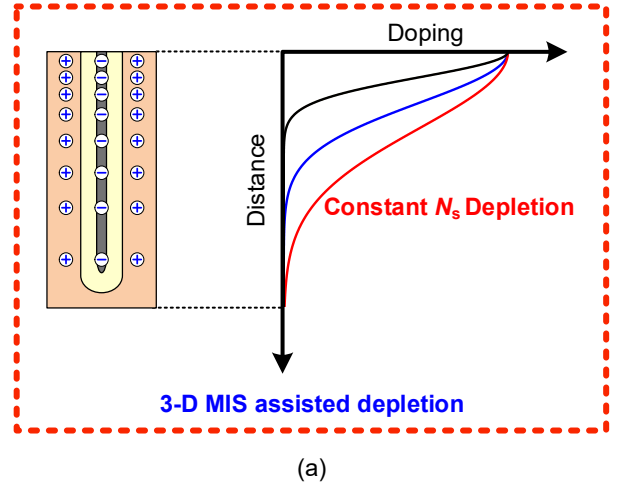 Doping
Distance
Constant Ns Depletion
3-D MIS assisted depletion
(a)